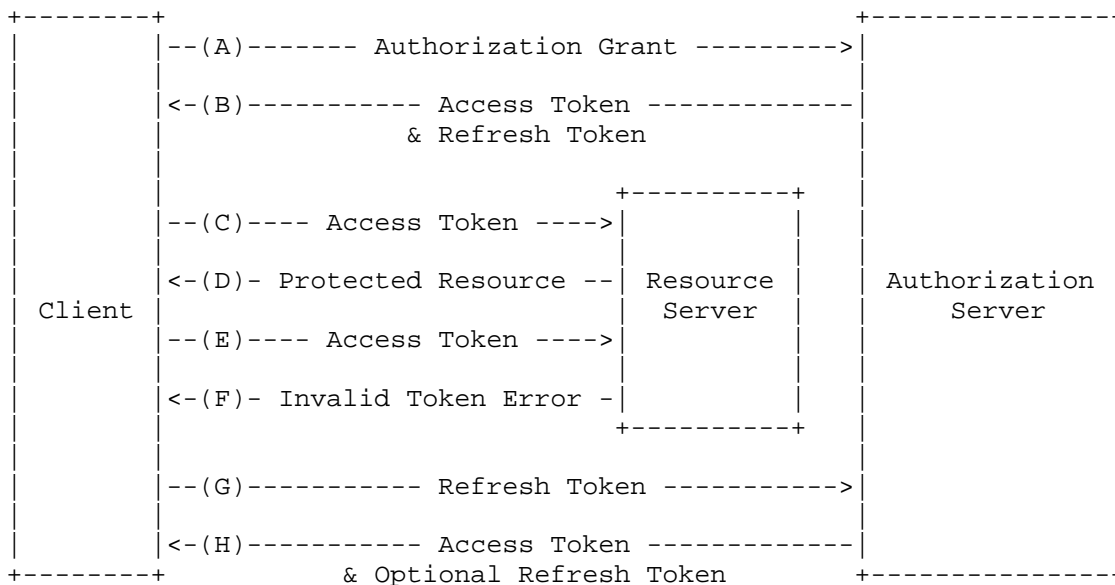 +--------+                                           +---------------
|        |--(A)------- Authorization Grant --------->|
|        |                                           |
|        |<-(B)----------- Access Token -------------|
|        |               & Refresh Token             |
|        |                                           |
|        |                            +----------+   |
|        |--(C)---- Access Token ---->|          |   |
|        |                            |          |   |
|        |<-(D)- Protected Resource --| Resource |   | Authorization
| Client |                            |  Server  |   |     Server
|        |--(E)---- Access Token ---->|          |   |
|        |                            |          |   |
|        |<-(F)- Invalid Token Error -|          |   |
|        |                            +----------+   |
|        |                                           |
|        |--(G)----------- Refresh Token ----------->|
|        |                                           |
|        |<-(H)----------- Access Token -------------|
+--------+           & Optional Refresh Token        +---------------